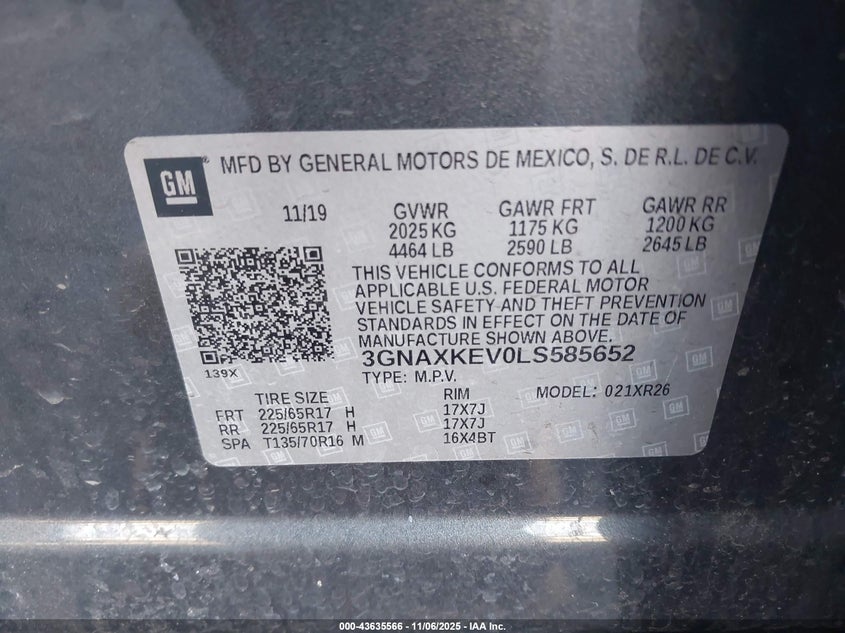 GM ® MFD BY GENERAL MOTORS DE MEXICO, S. DE R.L. DE C.V.
11/19 GVWR GAWR FRT GAWR RR
2025 KG 1175 KG 1200 KG
4464 LB 2590 LB 2645 LB
THIS VEHICLE CONFORMS TO ALL
APPLICABLE U.S. FEDERAL MOTOR
VEHICLE SAFETY AND THEFT PREVENTION
STANDARDS IN EFFECT ON THE DATE OF
MANUFACTURE SHOWN ABOVE.
3GNAXKEV0LS585652
139X
TYPE: M.P.V.
TIRE SIZE RIM MODEL: 021XR26
FRT 225/65R17 H 17X7J
RR 225/65R17 H 17X7J
SPA T135/70R16 M 16X4BT
000-43635566 - 11/06/2025 - IAA Inc.